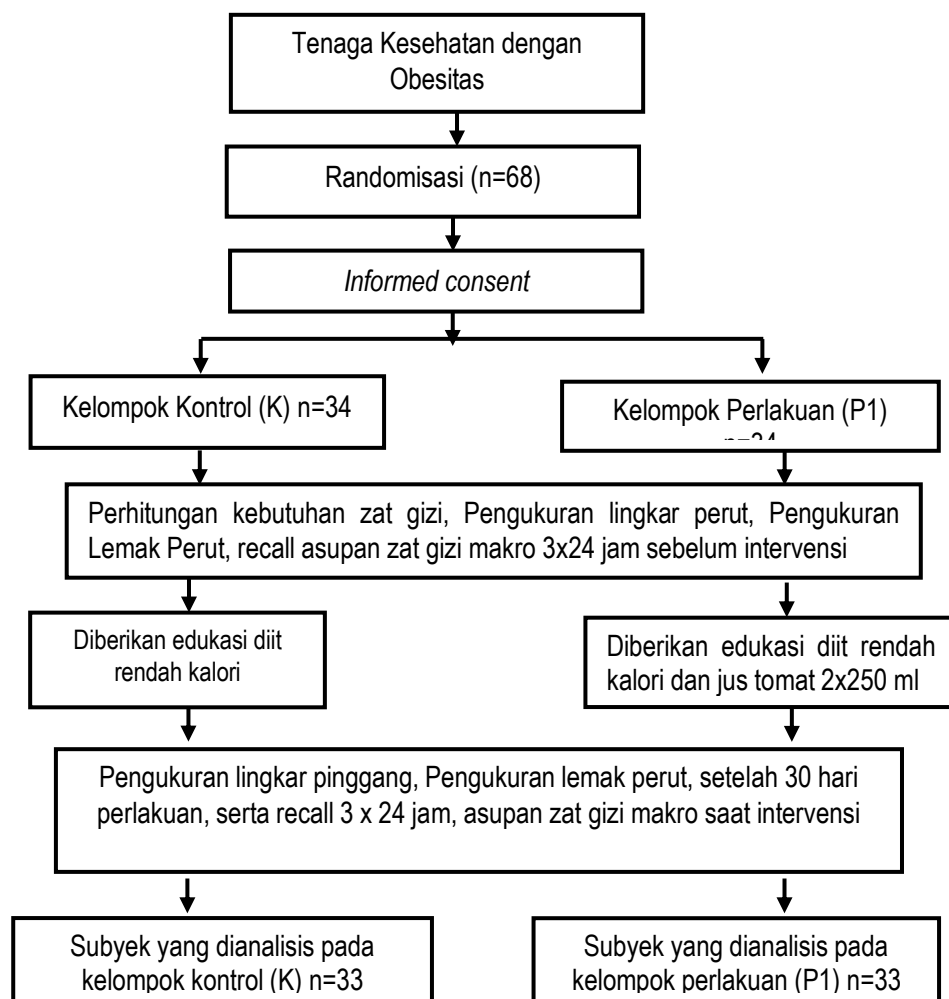 Tenaga Kesehatan dengan
Obesitas
Randomisasi (n=68)
Informed consent
Kelompok Kontrol (K) n=34
Kelompok Perlakuan (P1)
Perhitungan kebutuhan zat gizi, Pengukuran lingkar perut, Pengukuran
Lemak Perut, recall asupan zat gizi makro 3x24 jam sebelum intervensi
Diberikan edukasi diit
rendah kalori
Diberikan edukasi diit rendah
kalori dan jus tomat 2x250 ml
Pengukuran lingkar pinggang, Pengukuran lemak perut, setelah 30 hari
perlakuan, serta recall 3 x 24 jam, asupan zat gizi makro saat intervensi
Subyek yang dianalisis pada
kelompok kontrol (K) n=33
Subyek yang dianalisis pada
kelompok perlakuan (P1) n=33